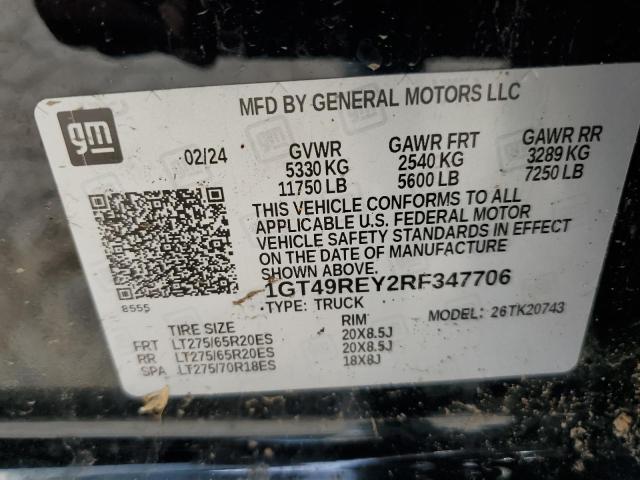 MFD BY GENERAL MOTORS LLC
gm
02/24
GVWR
5330 KG
11750 LB
GAWR FRT
2540 KG
5600 LB
GAWR RR
3289 KG
7250 LB
THIS VEHICLE CONFORMS TO ALL
APPLICABLE U.S. FEDERAL MOTOR
VEHICLE SAFETY STANDARDS IN EFFECT
ON THE DATE OF MANUFACTURE
SHOWN ABOVE.
1GT49REY2RF347706
TYPE: TRUCK
MODEL: 26TK20743
8555
TIRE SIZE RIM
FRT LT275/65R20ES 20X8.5J
RR LT275/65R20ES 20X8.5J
SPA LT275/70R18ES 18X8J